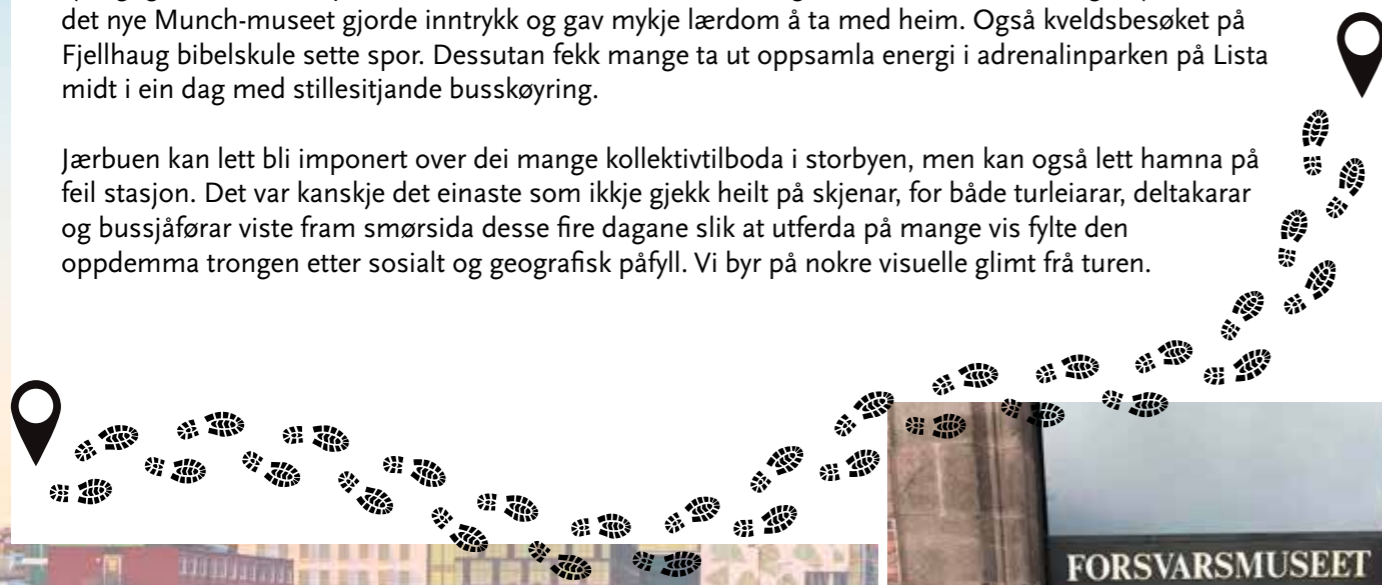 det nye Munch-museet gjorde inntrykk og gav mykje lærdom å ta med heim. Også kveldsbesøket på
Fjellhaug bibelskule sette spor. Dessutan fekk mange ta ut oppsamla energi i adrenalinparken på Lista
midt i ein dag med stillesitjande busskøyring.
Jærbuen kan lett bli imponert over dei mange kollektivtilboda i storbyen, men kan også lett hamna på
feil stasjon. Det var kanskje det einaste som ikkje gjekk heilt på skjenar, for både turleiarar, deltakarar
og bussjåførar viste fram smørsida desse fire dagane slik at utferda på mange vis fylte den
oppdemma trongen etter sosialt og geografisk påfyll. Vi byr på nokre visuelle glimt frå turen.
FORSVARSMUSEET